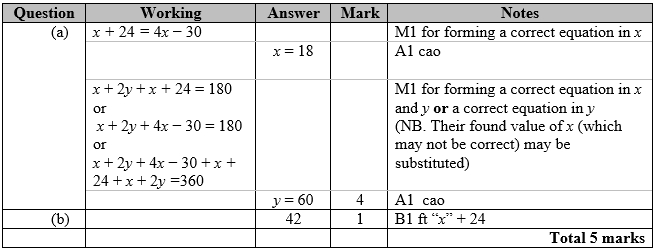 Question Working Answer Mark Notes
(a) x + 24 = 4x − 30 M1 for forming a correct equation in x
x = 18 A1 cao
x + 2y + x + 24 = 180 M1 for forming a correct equation in x
or and y or a correct equation in y
x + 2y + 4x − 30 = 180 (NB. Their found value of x (which
or may not be correct) may be
x + 2y + 4x − 30 + x + substituted)
24 + x + 2y =360
y = 60 4 A1 cao
(b) 42 1 B1 ft “x” + 24
Total 5 marks